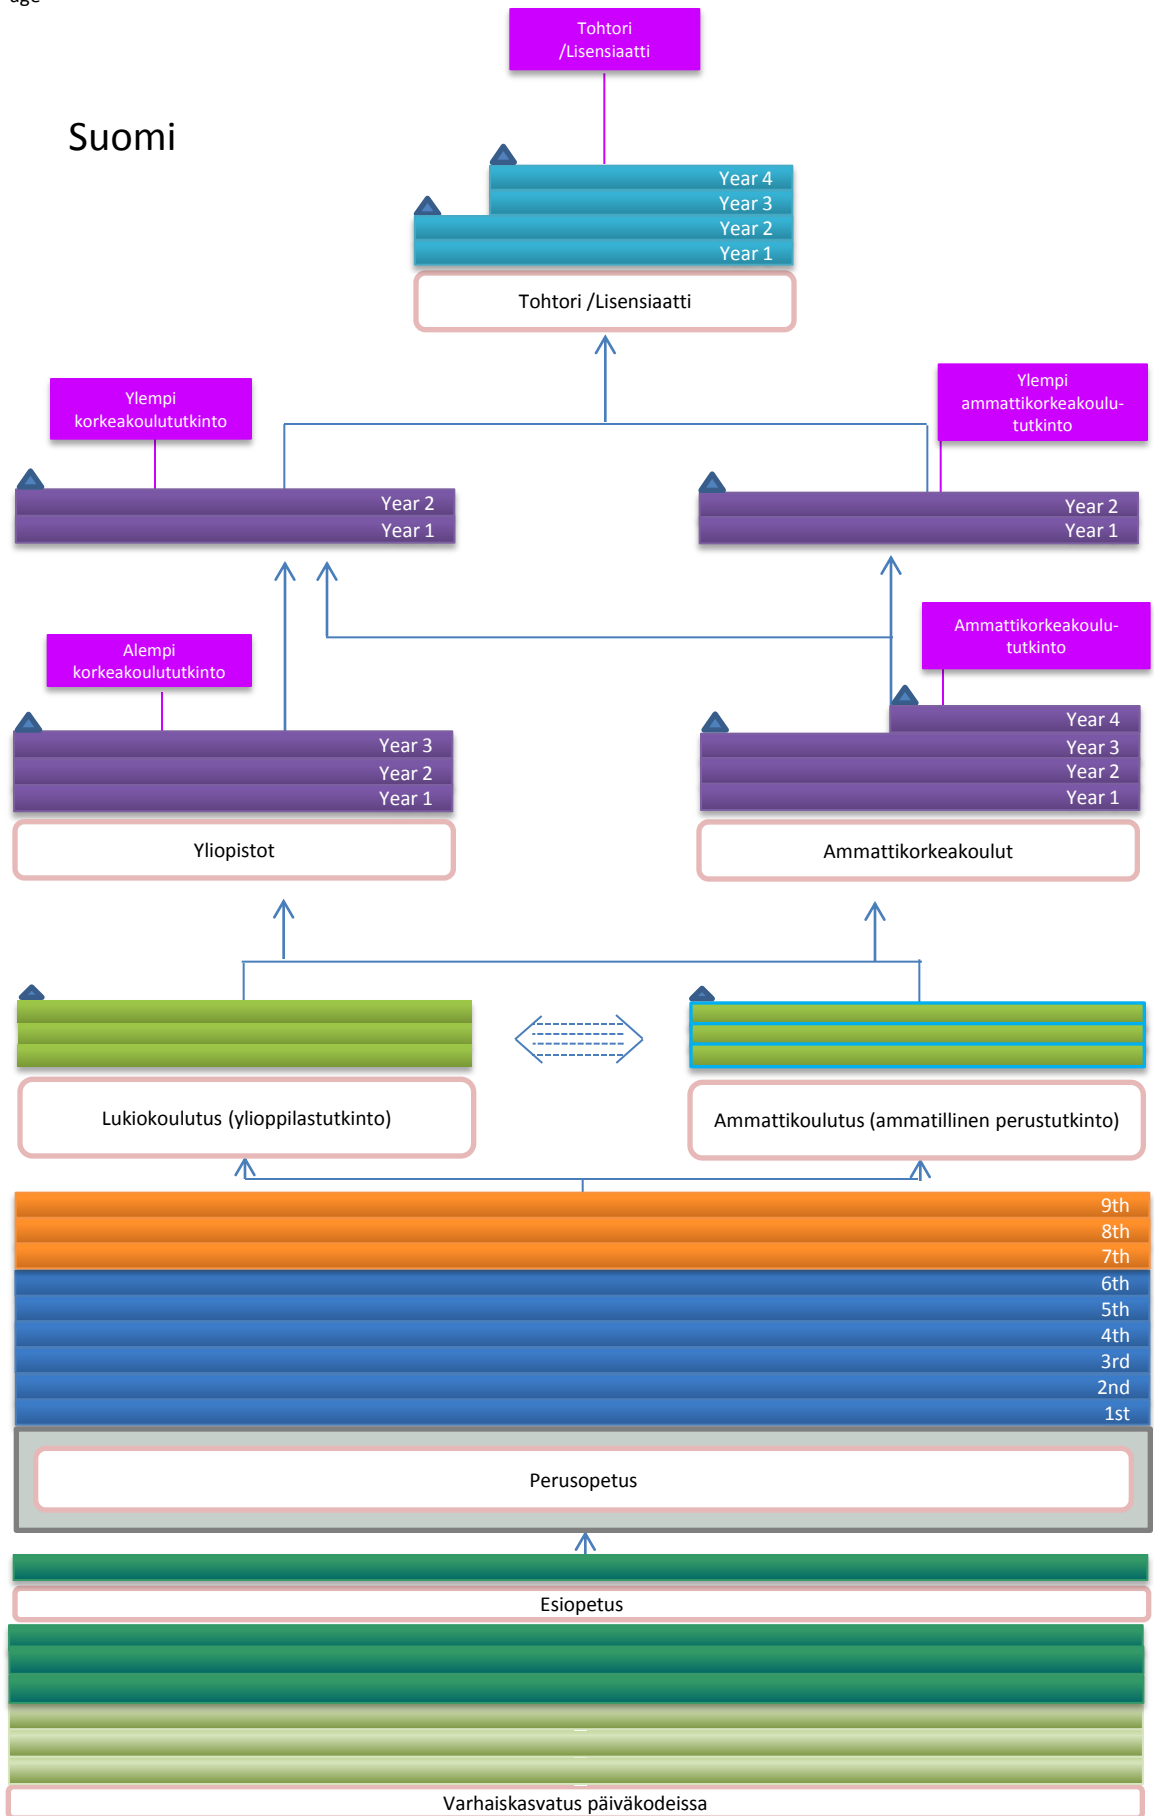 age
Tohtori
/Lisensiaatti
Suomi
Year 4
Year 3
Year 2
Year 1
Tohtori /Lisensiaatti
Ylempi
korkeakoulututkinto
Ylempi
ammattikorkeakoulu-
tutkinto
Year 2
Year 1
Year 2
Year 1
Alempi
korkeakoulututkinto
Ammattikorkeakoulu-
tutkinto
Year 3
Year 2
Year 1
Year 4
Year 3
Year 2
Year 1
Yliopistot
Ammattikorkeakoulut
Lukiokoulutus (ylioppilastutkinto)
Ammattikoulutus (ammatillinen perustutkinto)
9th
8th
7th
6th
5th
4th
3rd
2nd
1st
Perusopetus
Esiopetus
Varhaiskasvatus päiväkodeissa